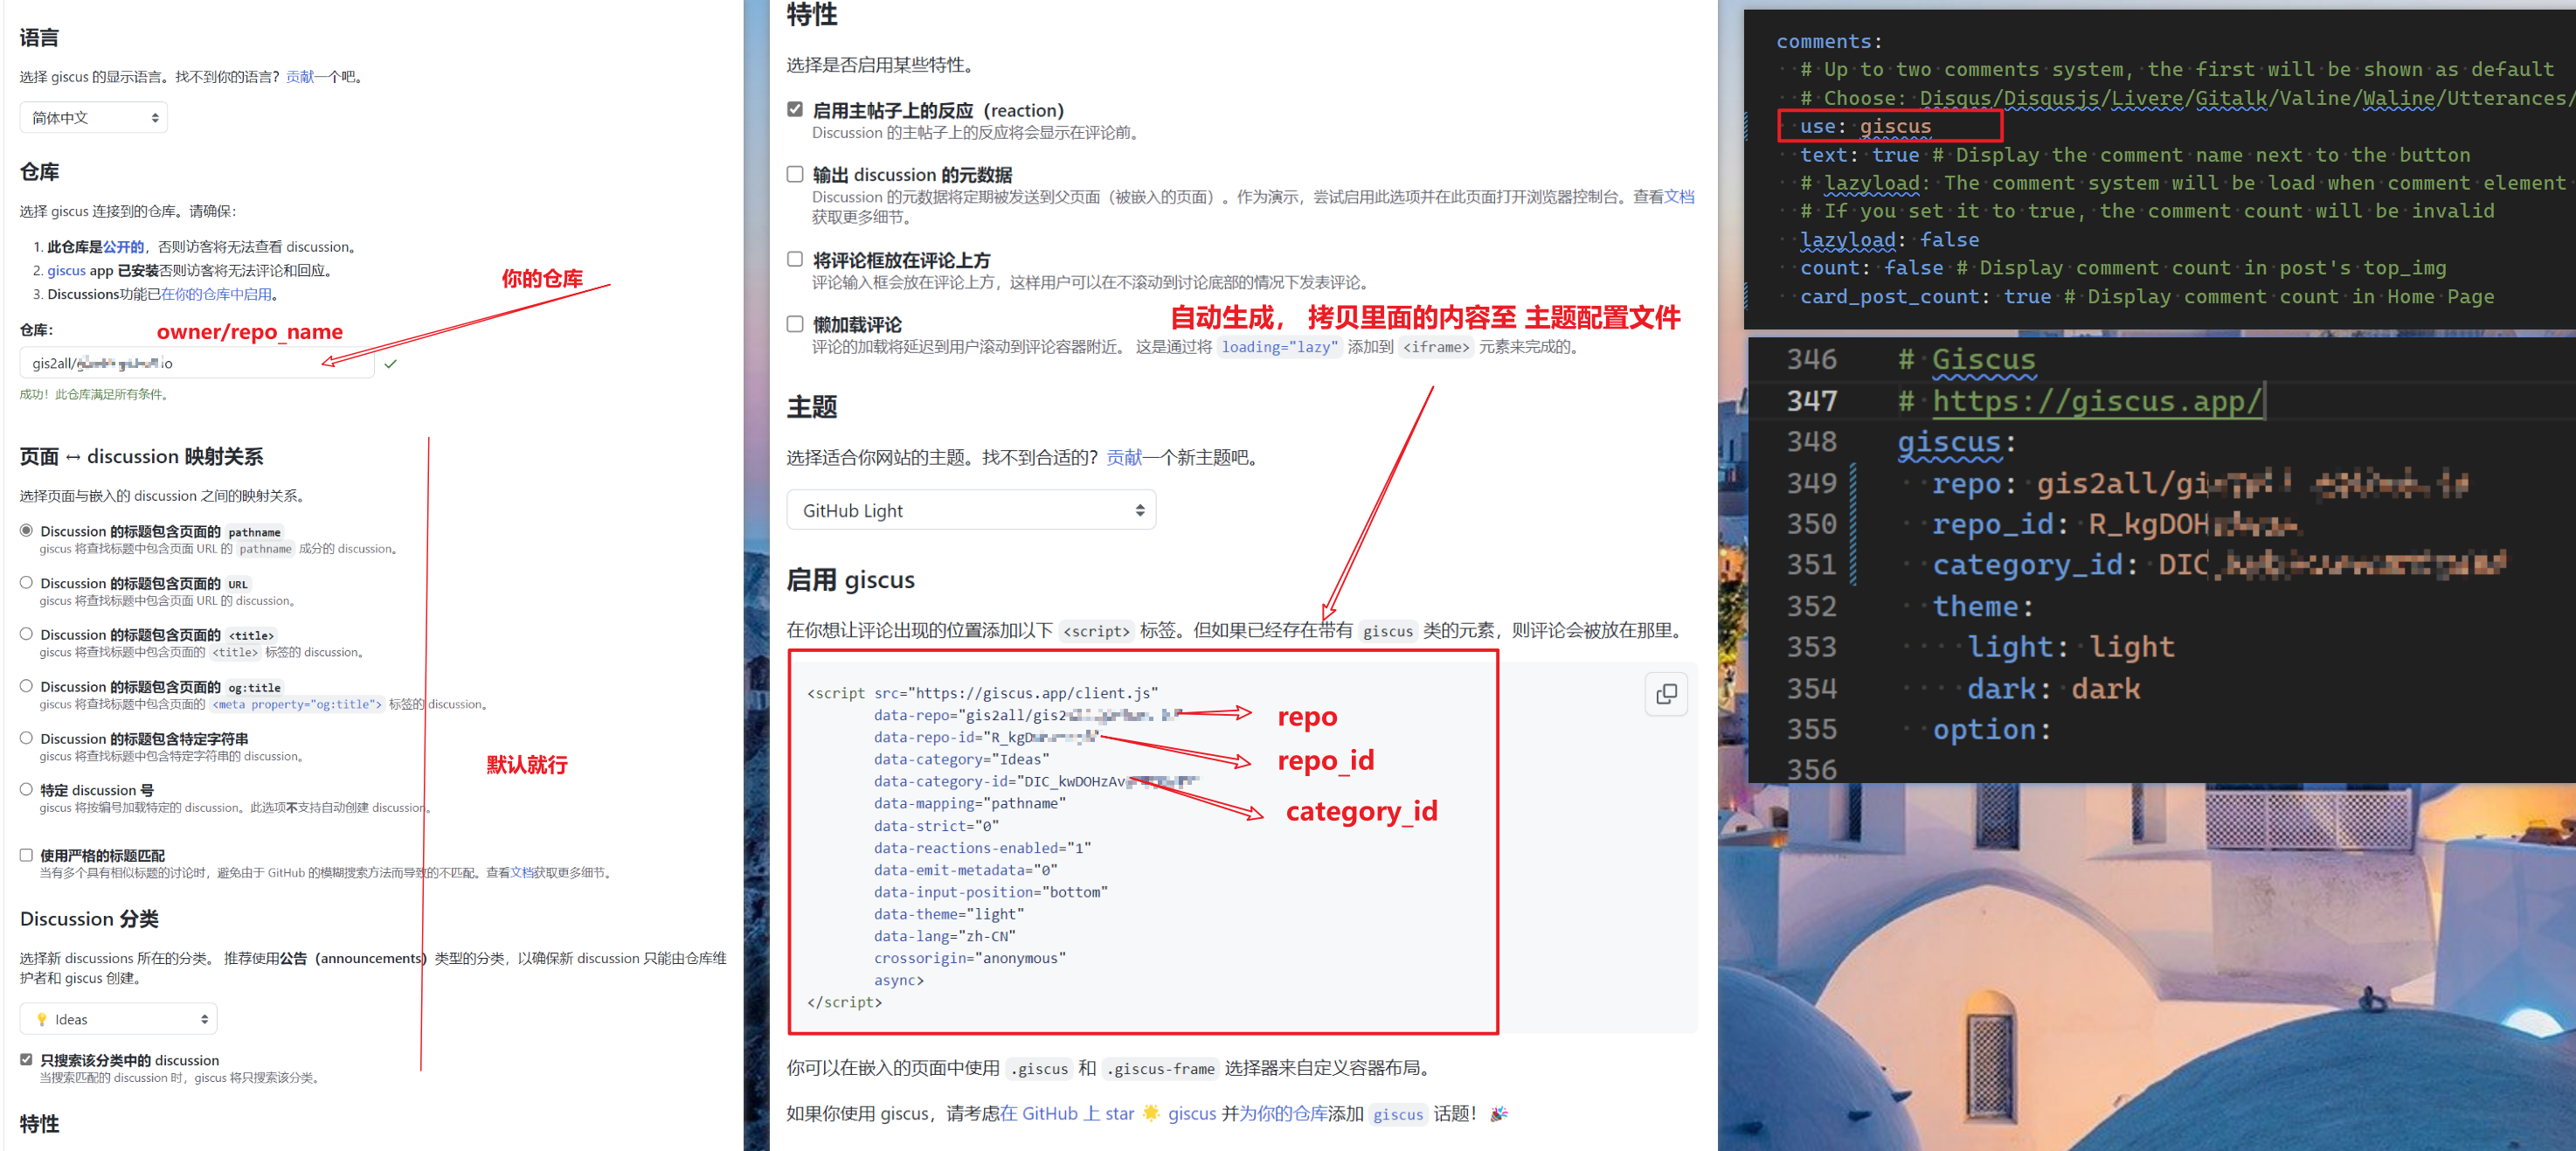 语言
选择 giscus 的显示语言。找不到你的语言？贡献一个吧。
简体中文
仓库
选择 giscus 连接到的仓库。请确保：
1. 此仓库是公开的，否则访客将无法查看 discussion。
2. giscus app 已安装否则访客将无法评论和回应。
3. Discussions功能已在你的仓库中启用。
你的仓库
仓库：
owner/repo_name
gis2all/
成功！此仓库满足所有条件。
页面 ↔ discussion 映射关系
选择页面与嵌入的 discussion 之间的映射关系。
Discussion 的标题包含页面的 pathname
giscus 将查找标题中包含页面 URL 的 pathname 成分的 discussion。
Discussion 的标题包含页面的 URL
giscus 将查找标题中包含页面 URL 的 discussion。
Discussion 的标题包含页面的 <title>
giscus 将查找标题中包含页面的 <title> 标签的 discussion。
Discussion 的标题包含页面的 og:title
giscus 将查找标题中包含页面的 <meta property="og:title"> 标签的 discussion。
Discussion 的标题包含特定字符串
giscus 将查找标题中包含特定字符串的 discussion。
默认就行
特定 discussion 号
giscus 将按编号加载特定的 discussion。此选项不支持自动创建 discussion。
使用严格的标题匹配
当有多个具有相似标题的讨论时，避免由于 GitHub 的模糊搜索方法而导致的不匹配。查看文档获取更多细节。
Discussion 分类
选择新 discussions 所在的分类。 推荐使用公告（announcements）类型的分类，以确保新 discussion 只能由仓库维
护者和 giscus 创建。
💡 Ideas
只搜索该分类中的 discussion
当搜索匹配的 discussion 时，giscus 将只搜索该分类。
特性
特性
选择是否启用某些特性。
启用主帖子上的反应（reaction）
Discussion 的主帖子上的反应将会显示在评论前。
输出 discussion 的元数据
Discussion 的元数据将定期被发送到父页面（被嵌入的页面）。作为演示，尝试启用此选项并在此页面打开浏览器控制台。查看文档
获取更多细节。
将评论框放在评论上方
评论输入框会放在评论上方，这样用户可以在不滚动到讨论底部的情况下发表评论。
自动生成， 拷贝里面的内容至 主题配置文件
懒加载评论
评论的加载将延迟到用户滚动到评论容器附近。 这是通过将 loading="lazy" 添加到 <iframe> 元素来完成的。
主题
选择适合你网站的主题。找不到合适的？贡献一个新主题吧。
GitHub Light
启用 giscus
在你想让评论出现的位置添加以下 <script> 标签。但如果已经存在带有 giscus 类的元素，则评论会被放在那里。
<script src="https://giscus.app/client.js"
data-repo="gis2all/gis2
repo
data-repo-id="R_kgD
repo_id
data-category="Ideas"
data-category-id="DIC_kwDOHzAv
category_id
data-mapping="pathname"
data-strict="0"
data-reactions-enabled="1"
data-emit-metadata="0"
data-input-position="bottom"
data-theme="light"
data-lang="zh-CN"
crossorigin="anonymous"
async>
</script>
你可以在嵌入的页面中使用 .giscus 和 .giscus-frame 选择器来自定义容器布局。
如果你使用 giscus，请考虑在 GitHub 上 star 🌟 giscus 并为你的仓库添加 giscus 话题！🎉
comments:
# Up to two comments system, the first will be shown as default
# Choose: Disqus/Disqusjs/Livere/Gitalk/Valine/Waline/Utterances/
use: giscus
text: true # Display the comment name next to the button
# lazyload: The comment system will be load when comment element
# If you set it to true, the comment count will be invalid
lazyload: false
count: false # Display comment count in post's top_img
card_post_count: true # Display comment count in Home Page
346 # Giscus
347 # https://giscus.app/
348 giscus:
349 repo: gis2all/gi
350 repo_id: R_kgDOH
351 category_id: DIC
352 theme:
353 light: light
354 dark: dark
355 option:
356